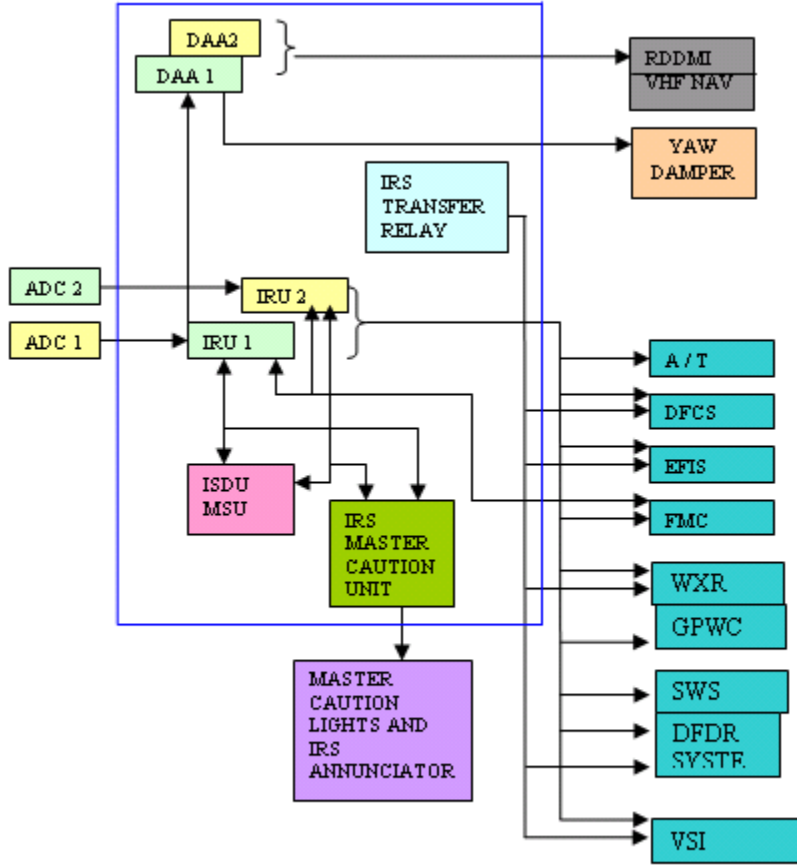 DAA2
DAA 1
RDDMI
VHF NAV
YAW
DAMPER
IRS
TRANSFER
RELAY
ADC 2
IRU 2
ADC 1
IRU 1
A / T
DFCS
EFIS
ISDU
MSU
FMC
IRS
MASTER
CAUTION
UNIT
WXR
GPWC
MASTER
CAUTION
LIGHTS AND
IRS
ANNUNCIATOR
SWS
DFDR
SYSTE
VSI